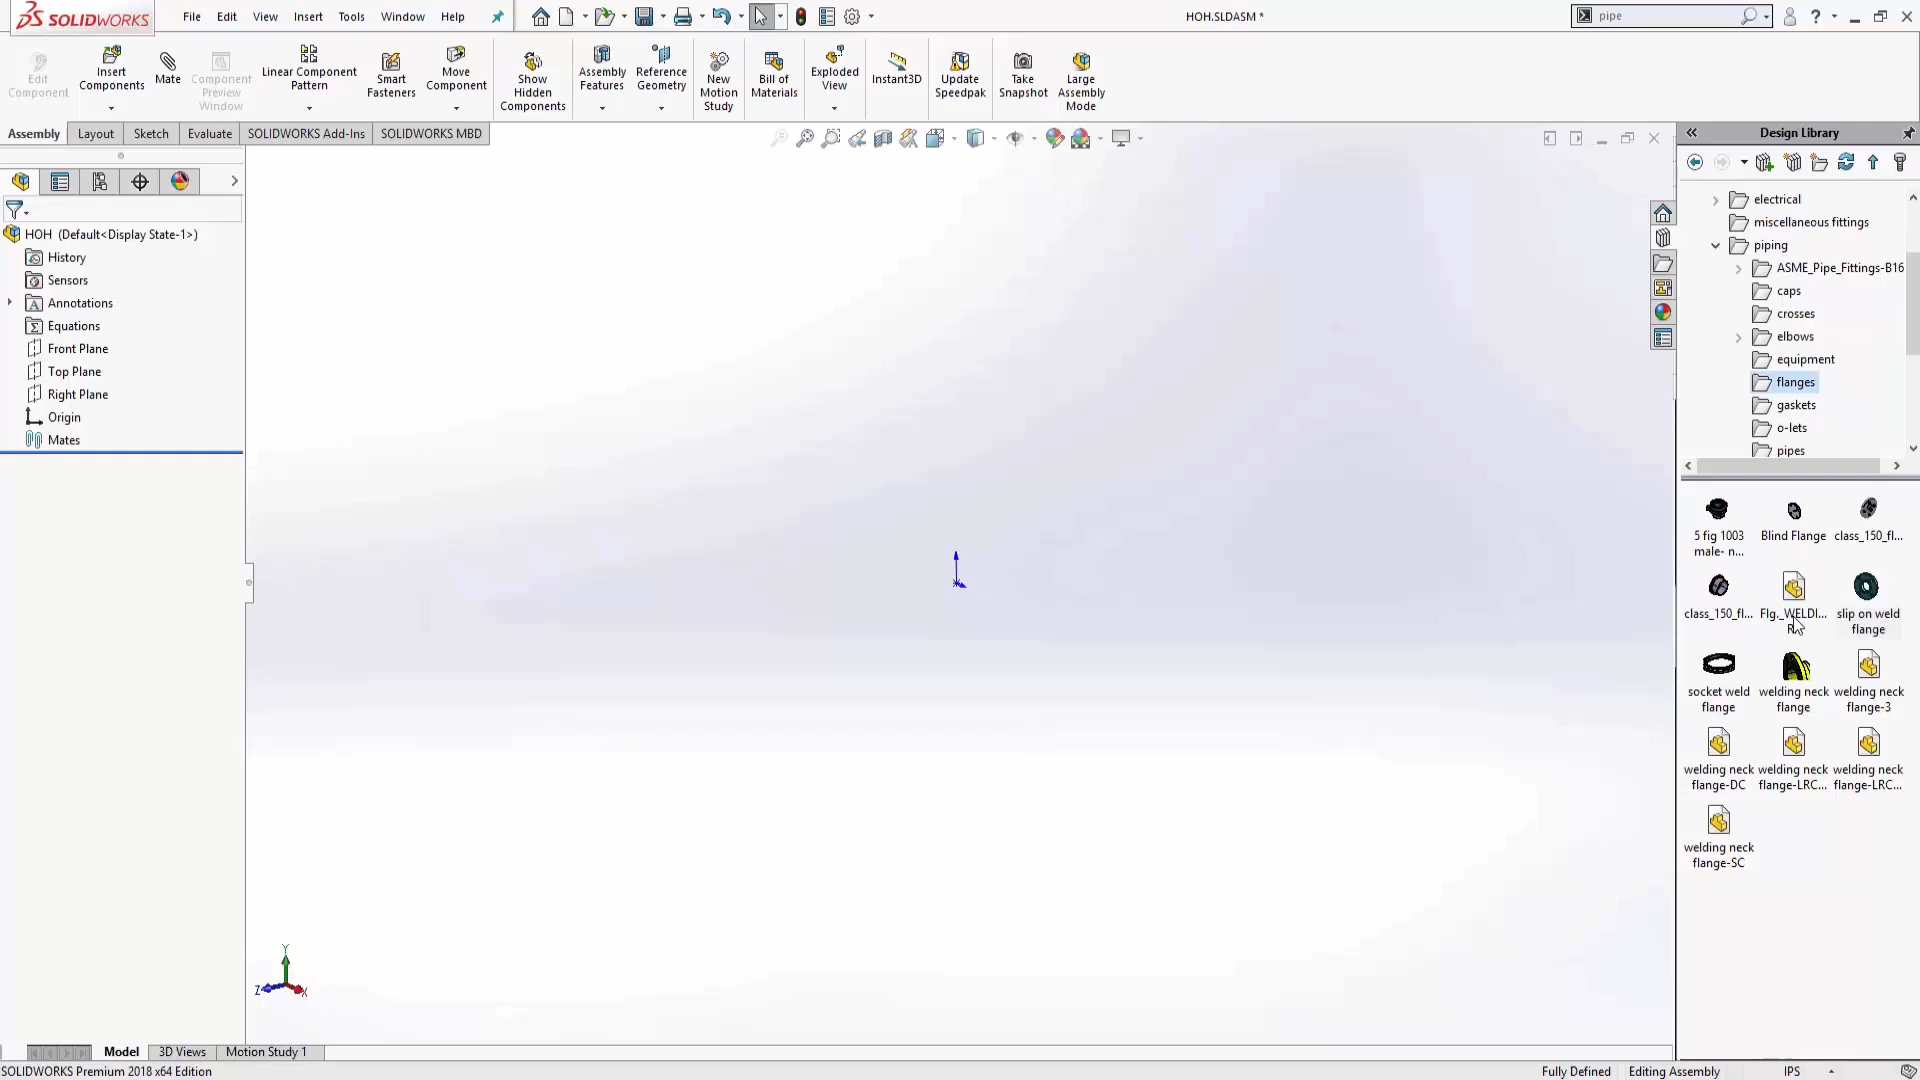 SOLIDWORKS
File Edit View Insert Tools Window Help
HOH.SLDASM *
pipe
Edit Component
Insert Components
Mate
Component Preview Window
Linear Component Pattern
Smart Fasteners
Move Component
Show Hidden Components
Assembly Features
Reference Geometry
New Motion Study
Bill of Materials
Exploded View
Instant3D
Update Speedpak
Take Snapshot
Large Assembly Mode
Assembly Layout Sketch Evaluate SOLIDWORKS Add-Ins SOLIDWORKS MBD
HOH (Default<Display State-1>)
History
Sensors
Annotations
Equations
Front Plane
Top Plane
Right Plane
Origin
Mates
Y
Z
X
Design Library
electrical
miscellaneous fittings
piping
ASME_Pipe_Fittings-B16
caps
crosses
elbows
equipment
flanges
gaskets
o-lets
pipes
5 fig 1003 male- n...
Blind Flange
class_150_fl...
class_150_fl...
Flg._WELDI...
slip on weld flange
socket weld flange
welding neck flange
welding neck flange-3
welding neck flange-DC
welding neck flange-LRC...
welding neck flange-LRC...
welding neck flange-SC
Model 3D Views Motion Study 1
SOLIDWORKS Premium 2018 x64 Edition
Fully Defined Editing Assembly IPS